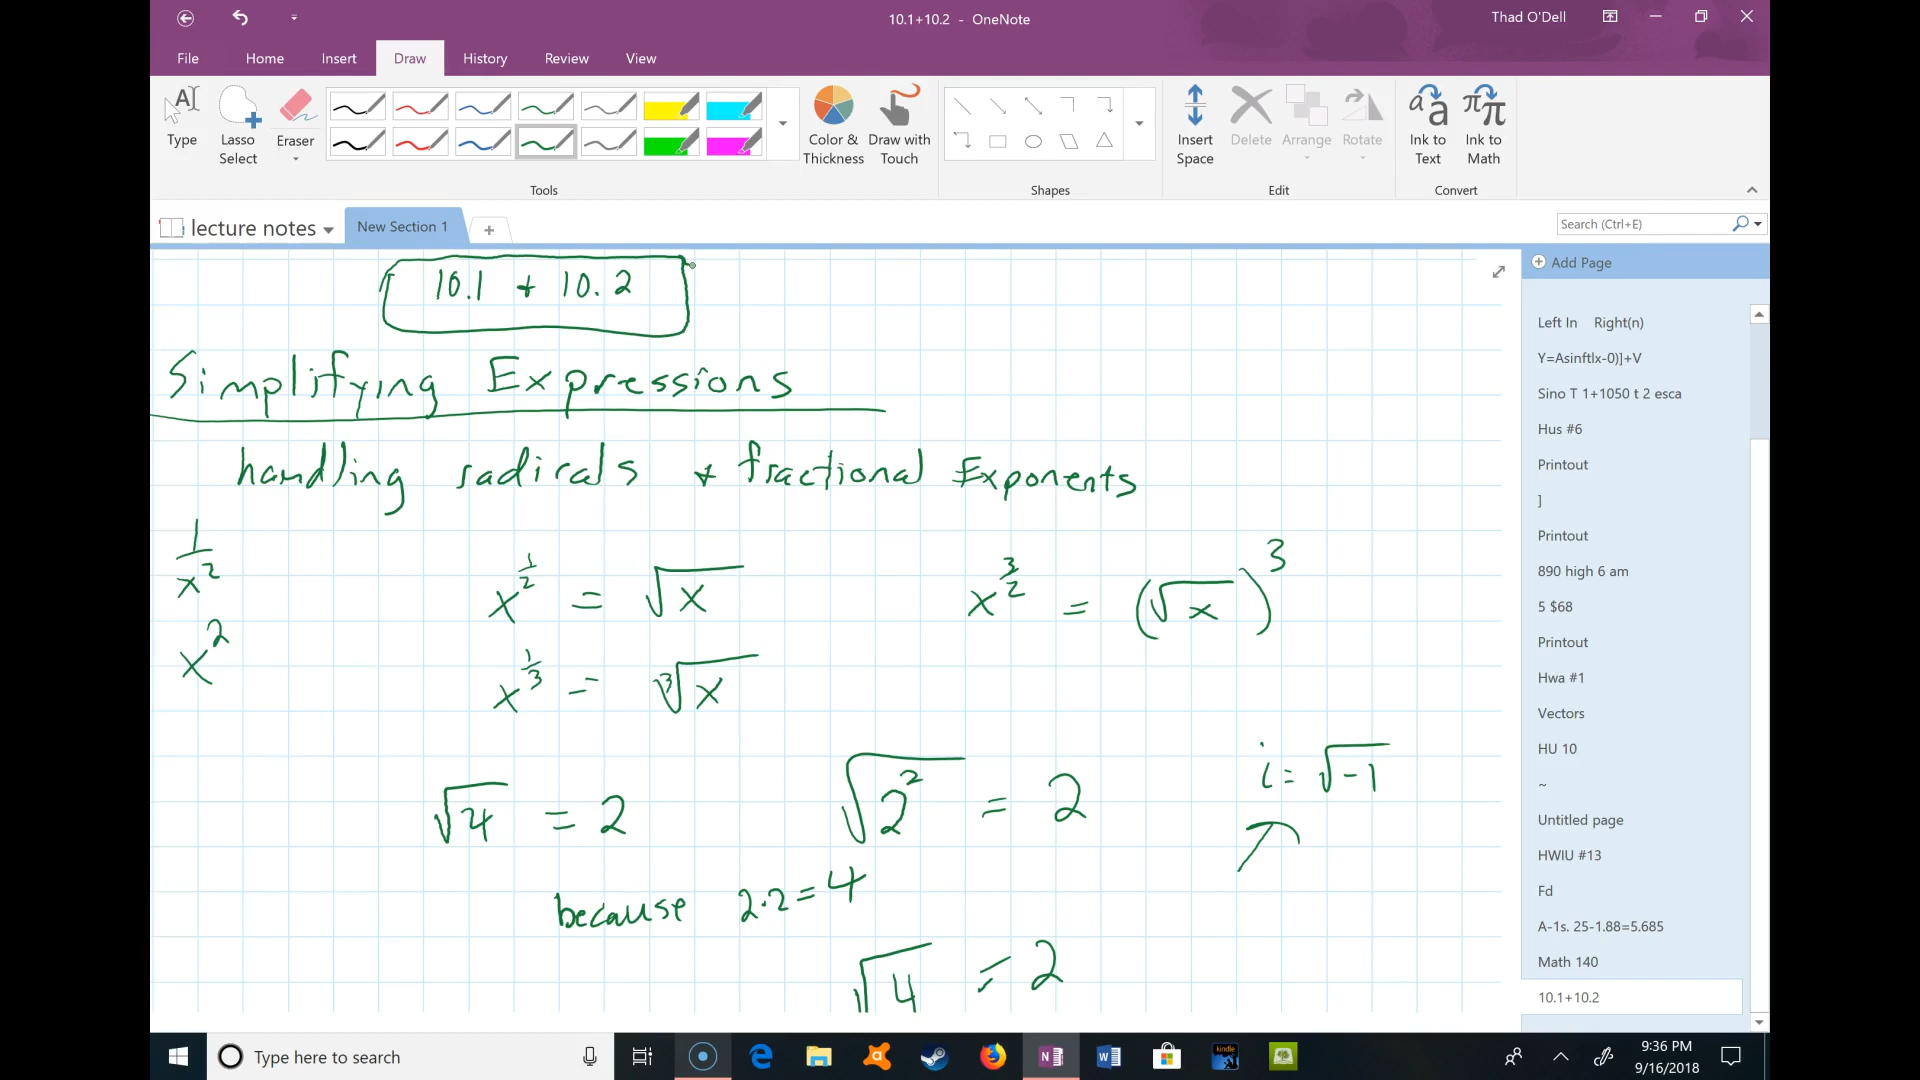 10.1+10.2 - OneNote
Thad O'Dell
File Home Insert Draw History Review View
Type
Lasso Select
Eraser
Color & Thickness
Draw with Touch
Insert Space
Delete
Arrange
Rotate
Ink to Text
Ink to Math
Tools
Shapes
Edit
Convert
lecture notes
New Section 1
Search (Ctrl+E)
10.1 + 10.2
Simplifying Expressions
handling radicals + fractional Exponents
1/x²
x^(1/2) = √x
x^(3/2) = (√x)³
x²
x^(1/3) = ∛x
i = √-1
√4 = 2
√2² = 2
because 2·2 = 4
√4 = 2
Add Page
Left In Right(n)
Y=Asinftlx-0)]+V
Sino T 1+1050 t 2 esca
Hus #6
Printout
]
Printout
890 high 6 am
5 $68
Printout
Hwa #1
Vectors
HU 10
~
Untitled page
HWIU #13
Fd
A-1s. 25-1.88=5.685
Math 140
10.1+10.2
Type here to search
kindle
9:36 PM
9/16/2018